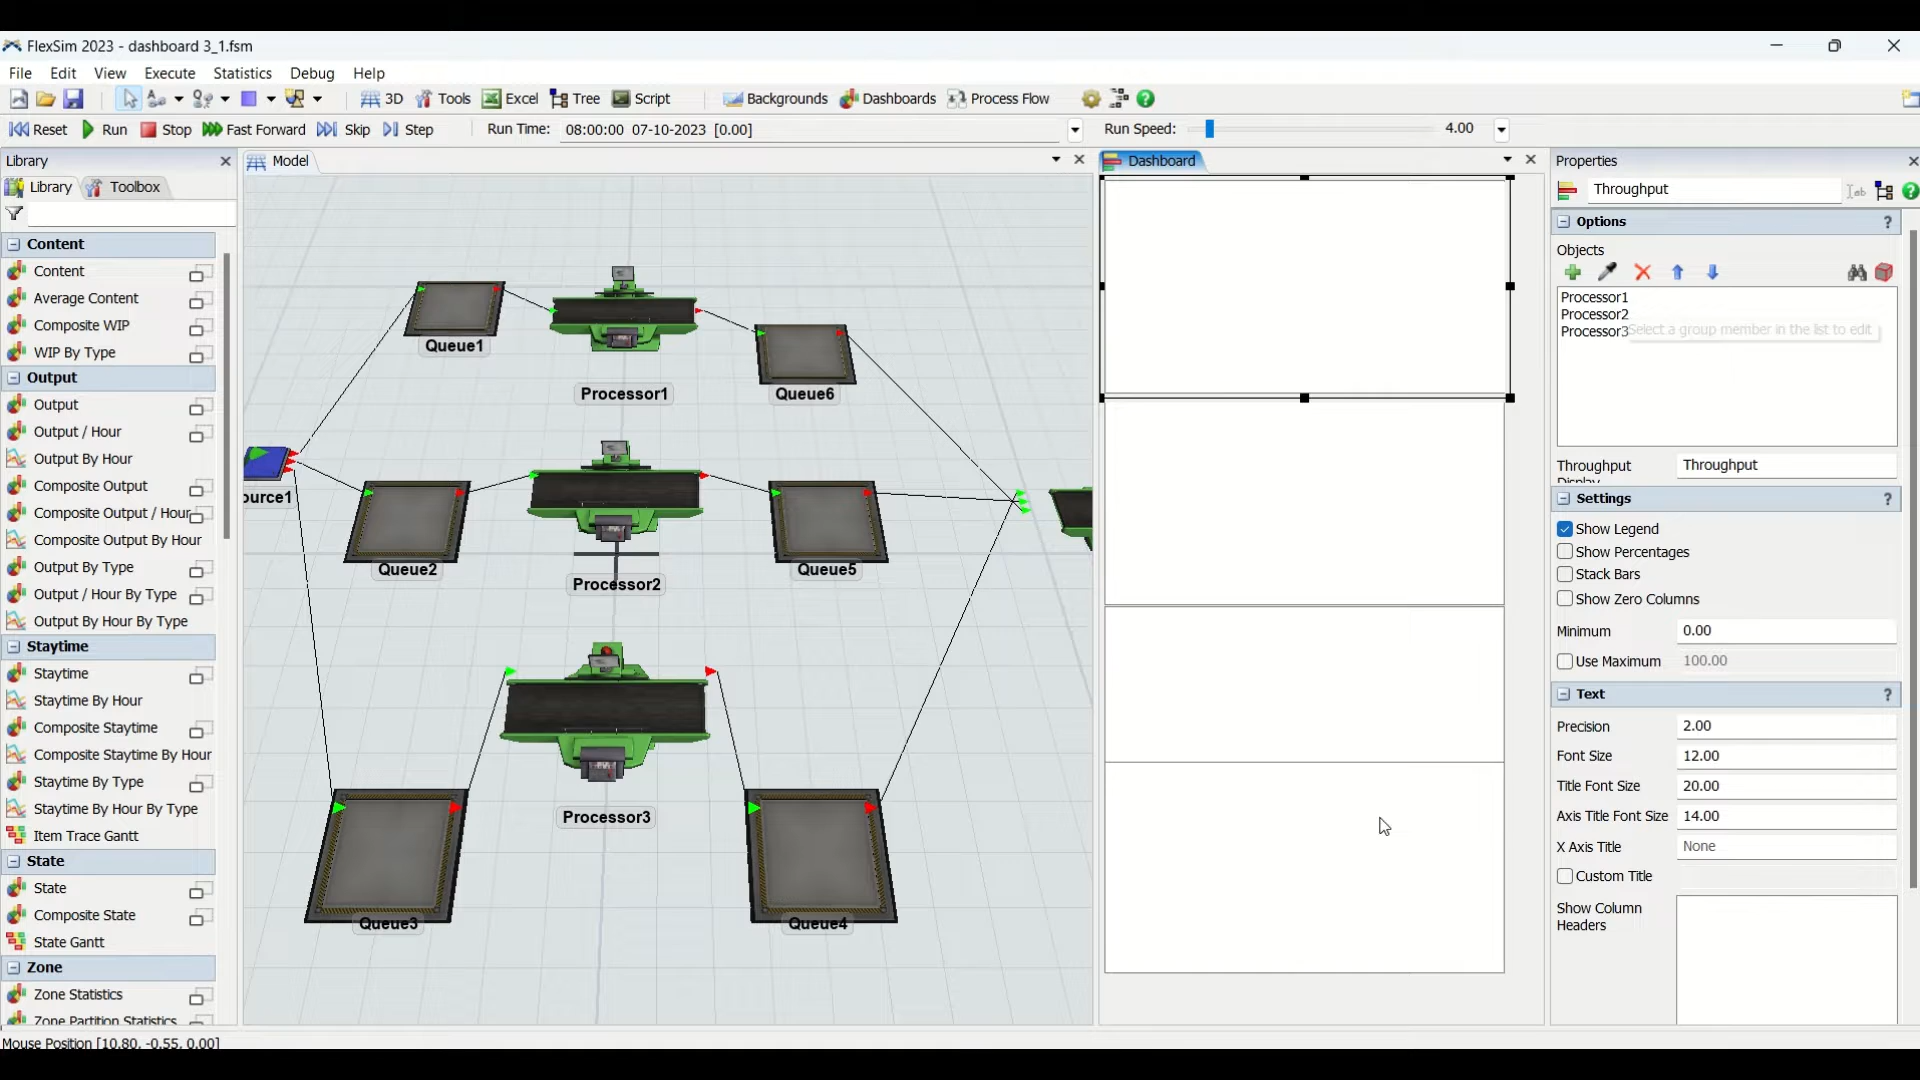 FlexSim 2023 - dashboard 3_1.fsm
File Edit View Execute Statistics Debug Help
3D Tools Excel Tree Script Backgrounds Dashboards Process Flow
Reset Run Stop Fast Forward Skip Step Run Time: 08:00:00 07-10-2023 [0.00] Run Speed: 4.00
Library
Library Toolbox
Content
Content
Average Content
Composite WIP
WIP By Type
Output
Output
Output / Hour
Output By Hour
Composite Output
Composite Output / Hour
Composite Output By Hour
Output By Type
Output / Hour By Type
Output By Hour By Type
Staytime
Staytime
Staytime By Hour
Composite Staytime
Composite Staytime By Hour
Staytime By Type
Staytime By Hour By Type
Item Trace Gantt
State
State
Composite State
State Gantt
Zone
Zone Statistics
Zone Partition Statistics
Mouse Position [10.80, -0.55, 0.00]
Model
Queue1
Processor1
Queue6
ource1
Queue2
Processor2
Queue5
Processor3
Queue3
Queue4
Dashboard
Properties
Throughput
Options
Objects
Processor1
Processor2
Processor3
Select a group member in the list to edit
Throughput Throughput
Display
Settings
Show Legend
Show Percentages
Stack Bars
Show Zero Columns
Minimum 0.00
Use Maximum 100.00
Text
Precision 2.00
Font Size 12.00
Title Font Size 20.00
Axis Title Font Size 14.00
X Axis Title None
Custom Title
Show Column
Headers